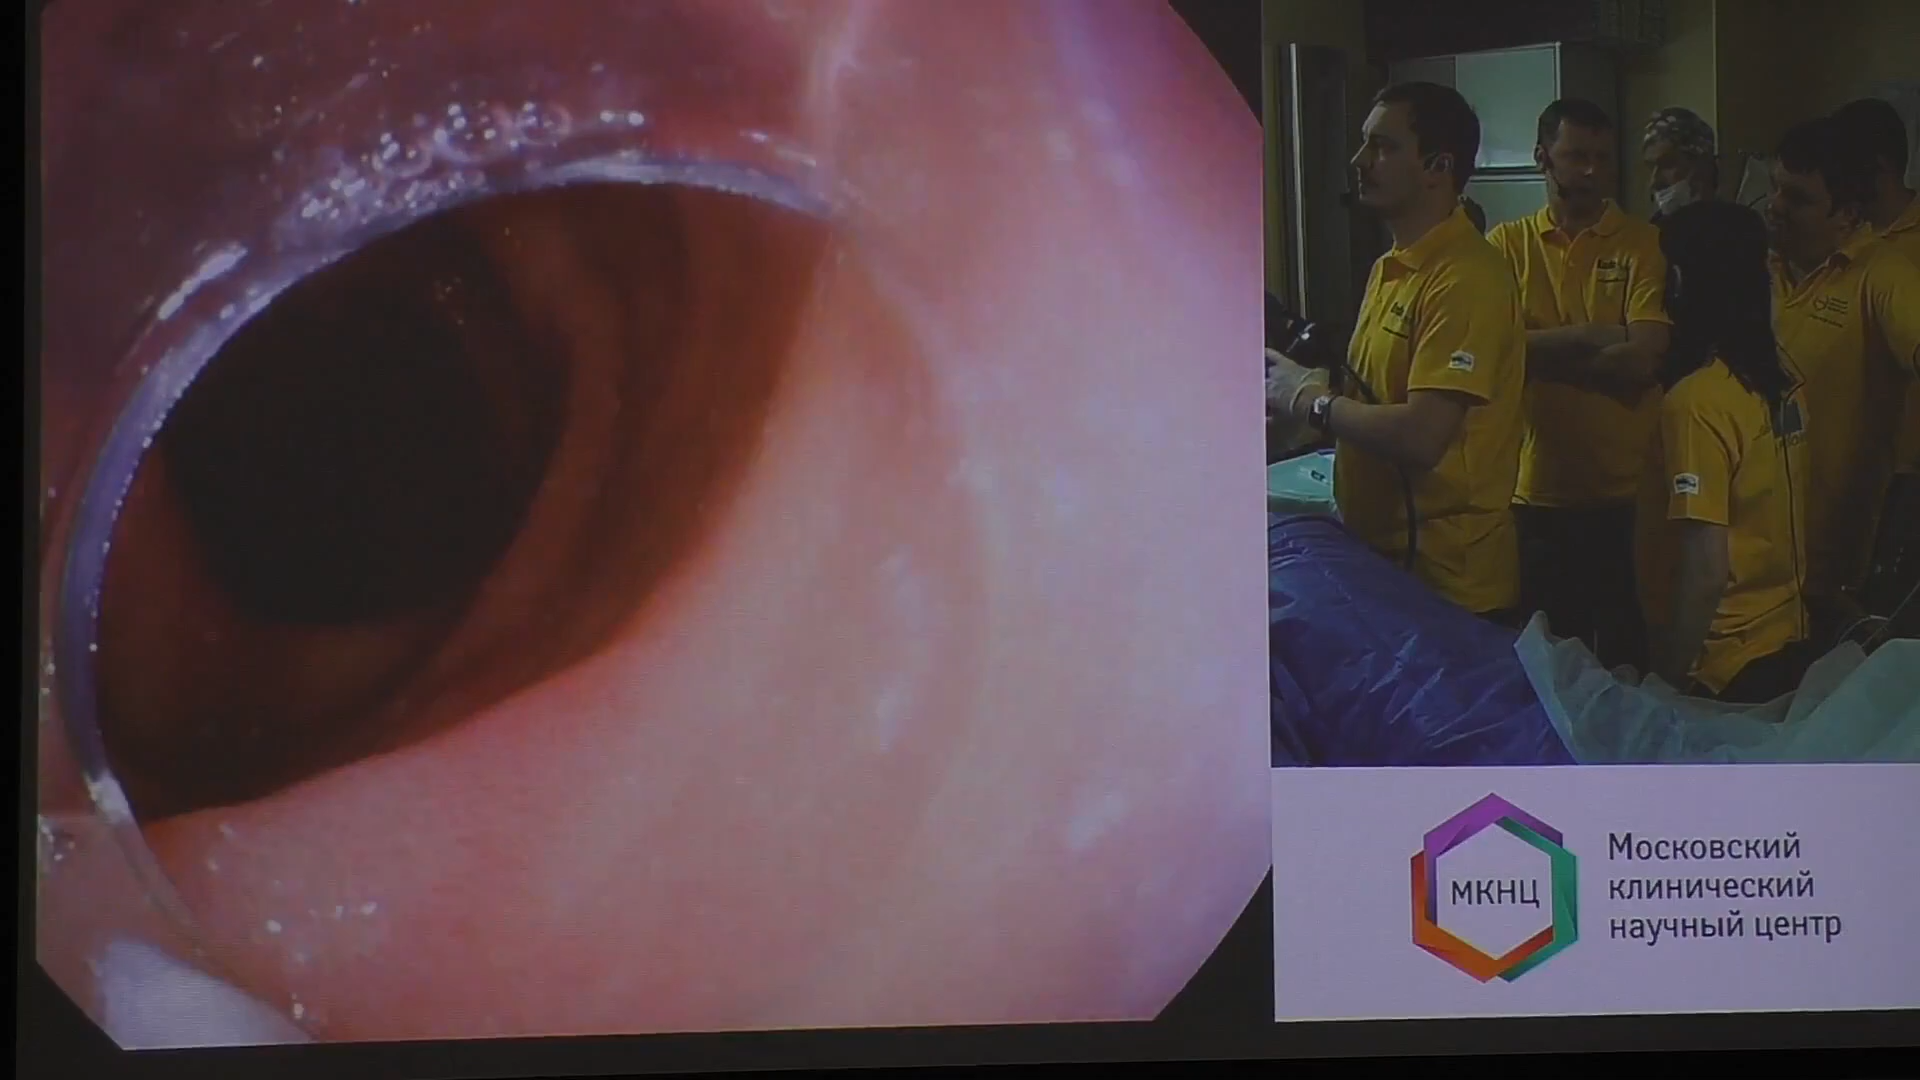 МКНЦ
Московский
клинический
научный центр